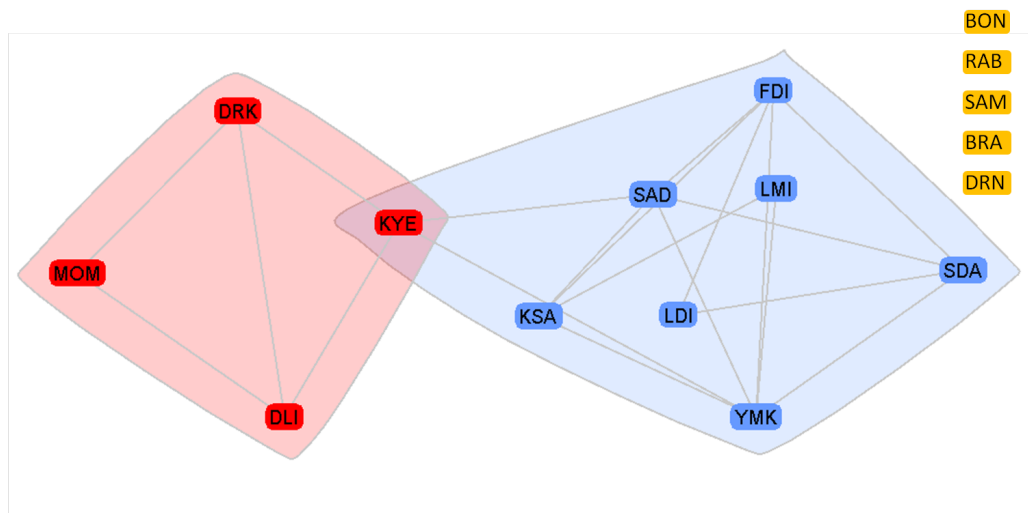 BON
RAB
SAM
BRA
DRN
FDI
DRK
SAD
LMI
KYE
MOM
SDA
KSA
LDI
DLI
YMK